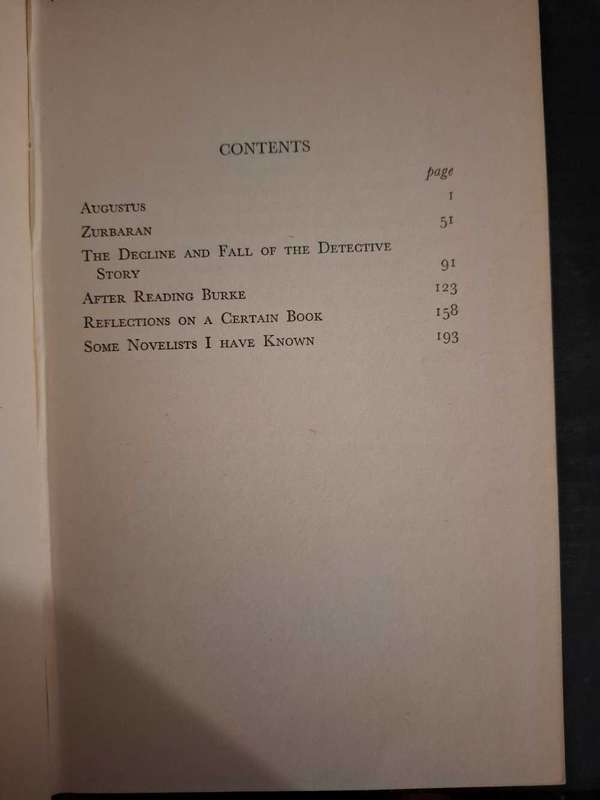 CONTENTS
page
AUGUSTUS 1
ZURBARAN 51
THE DECLINE AND FALL OF THE DETECTIVE
STORY 91
AFTER READING BURKE 123
REFLECTIONS ON A CERTAIN BOOK 158
SOME NOVELISTS I HAVE KNOWN 193